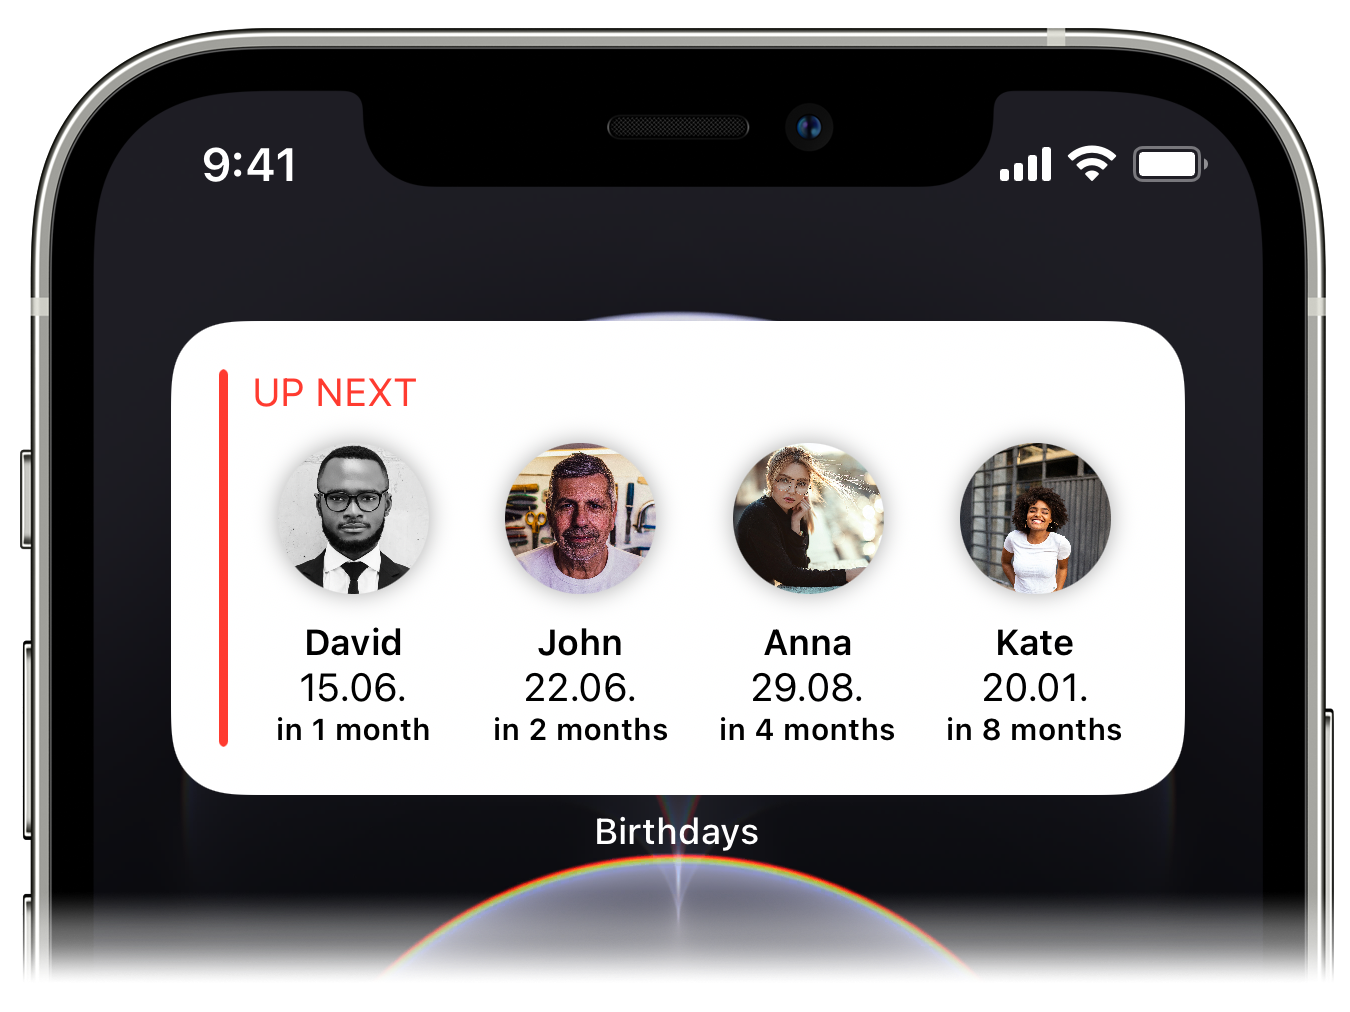 9:41
UP NEXT
David
15.06.
in 1 month
John
22.06.
in 2 months
Anna
29.08.
in 4 months
Kate
20.01.
in 8 months
Birthdays